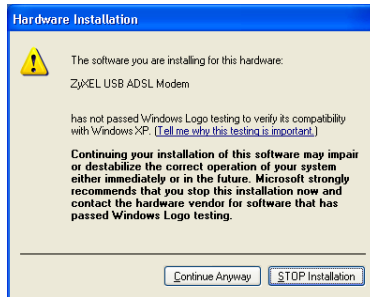 Hardware Installation
The software you are installing for this hardware:
ZyXEL USB ADSL Modem
has not passed Windows Logo testing to verify its compatibility
with Windows XP. (Tell me why this testing is important.)
Continuing your installation of this software may impair
or destabilize the correct operation of your system
either immediately or in the future. Microsoft strongly
recommends that you stop this installation now and
contact the hardware vendor for software that has
passed Windows Logo testing.
Continue Anyway
STOP Installation